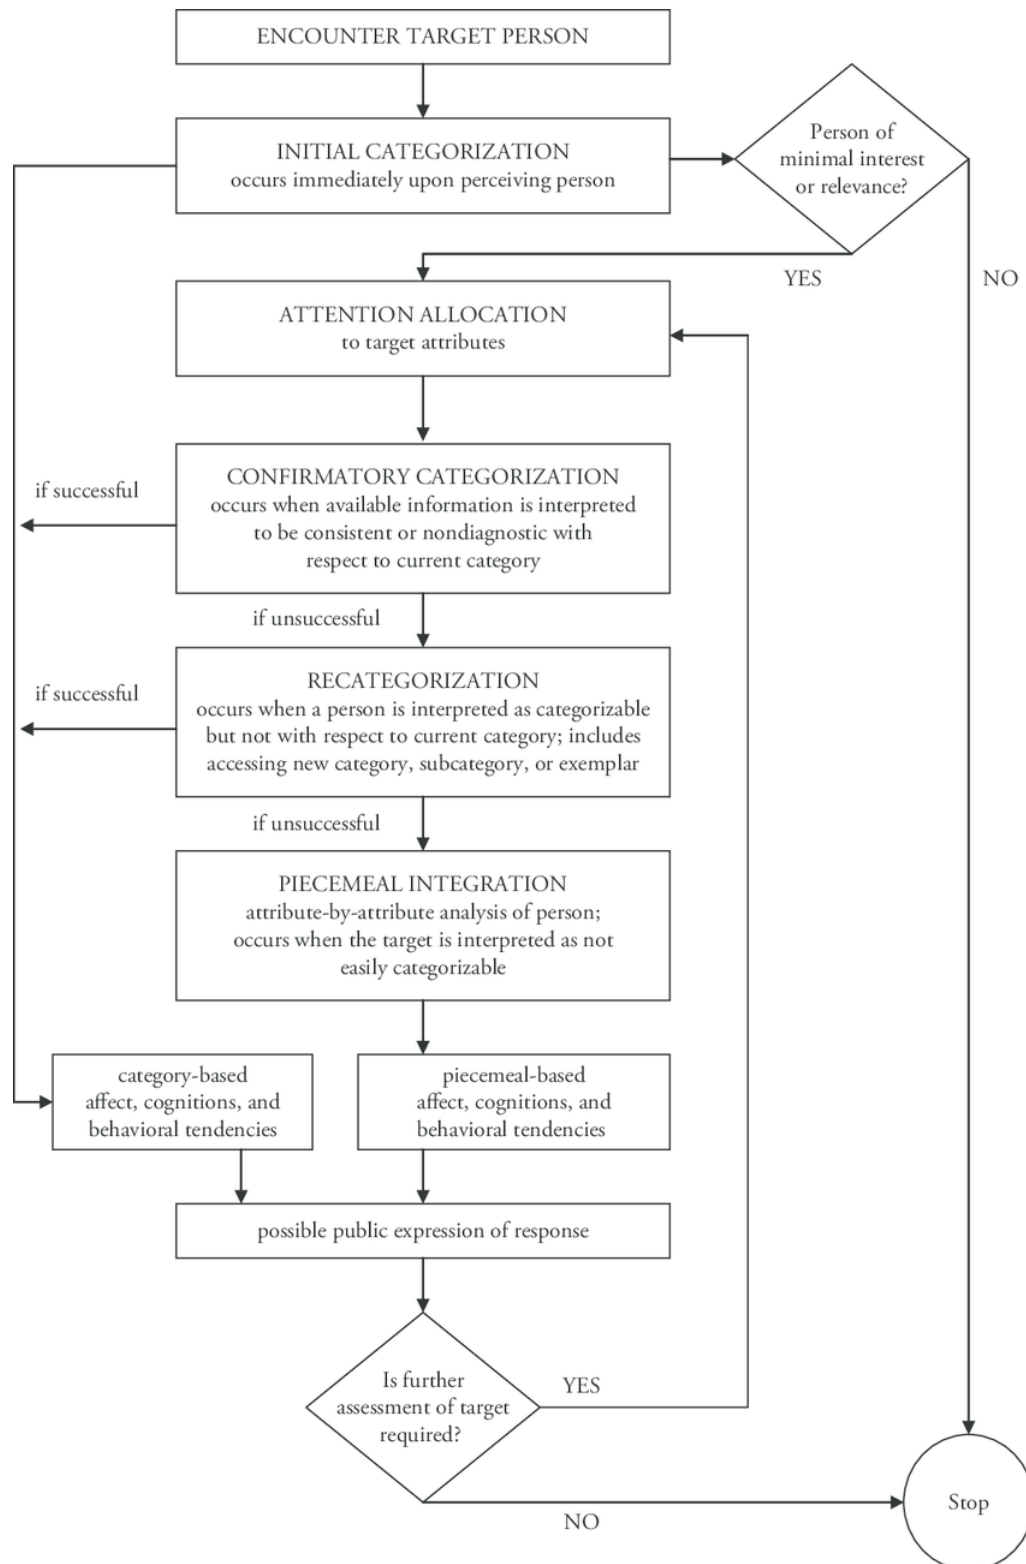 ENCOUNTER TARGET PERSON
INITIAL CATEGORIZATION
occurs immediately upon perceiving person
Person of
minimal interest
or relevance?
YES
NO
ATTENTION ALLOCATION
to target attributes
CONFIRMATORY CATEGORIZATION
occurs when available information is interpreted
to be consistent or nondiagnostic with
respect to current category
if successful
if unsuccessful
RECATEGORIZATION
occurs when a person is interpreted as categorizable
but not with respect to current category; includes
accessing new category, subcategory, or exemplar
if successful
if unsuccessful
PIECEMEAL INTEGRATION
attribute-by-attribute analysis of person;
occurs when the target is interpreted as not
easily categorizable
category-based
affect, cognitions, and
behavioral tendencies
piecemeal-based
affect, cognitions, and
behavioral tendencies
possible public expression of response
Is further
assessment of target
required?
YES
NO
Stop